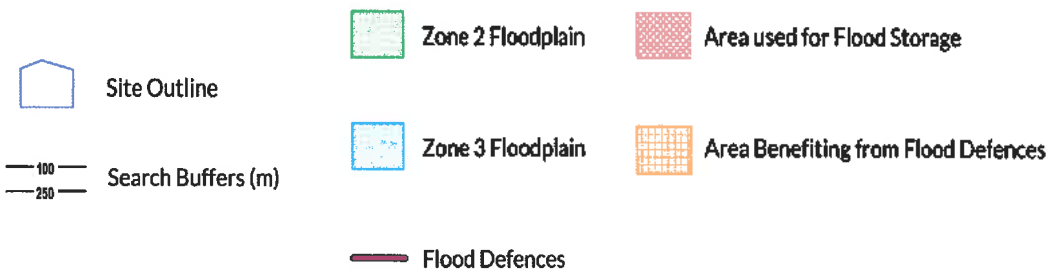 Site Outline
100
250
Search Buffers (m)
Zone 2 Floodplain
Zone 3 Floodplain
Flood Defences
Area used for Flood Storage
Area Benefiting from Flood Defences